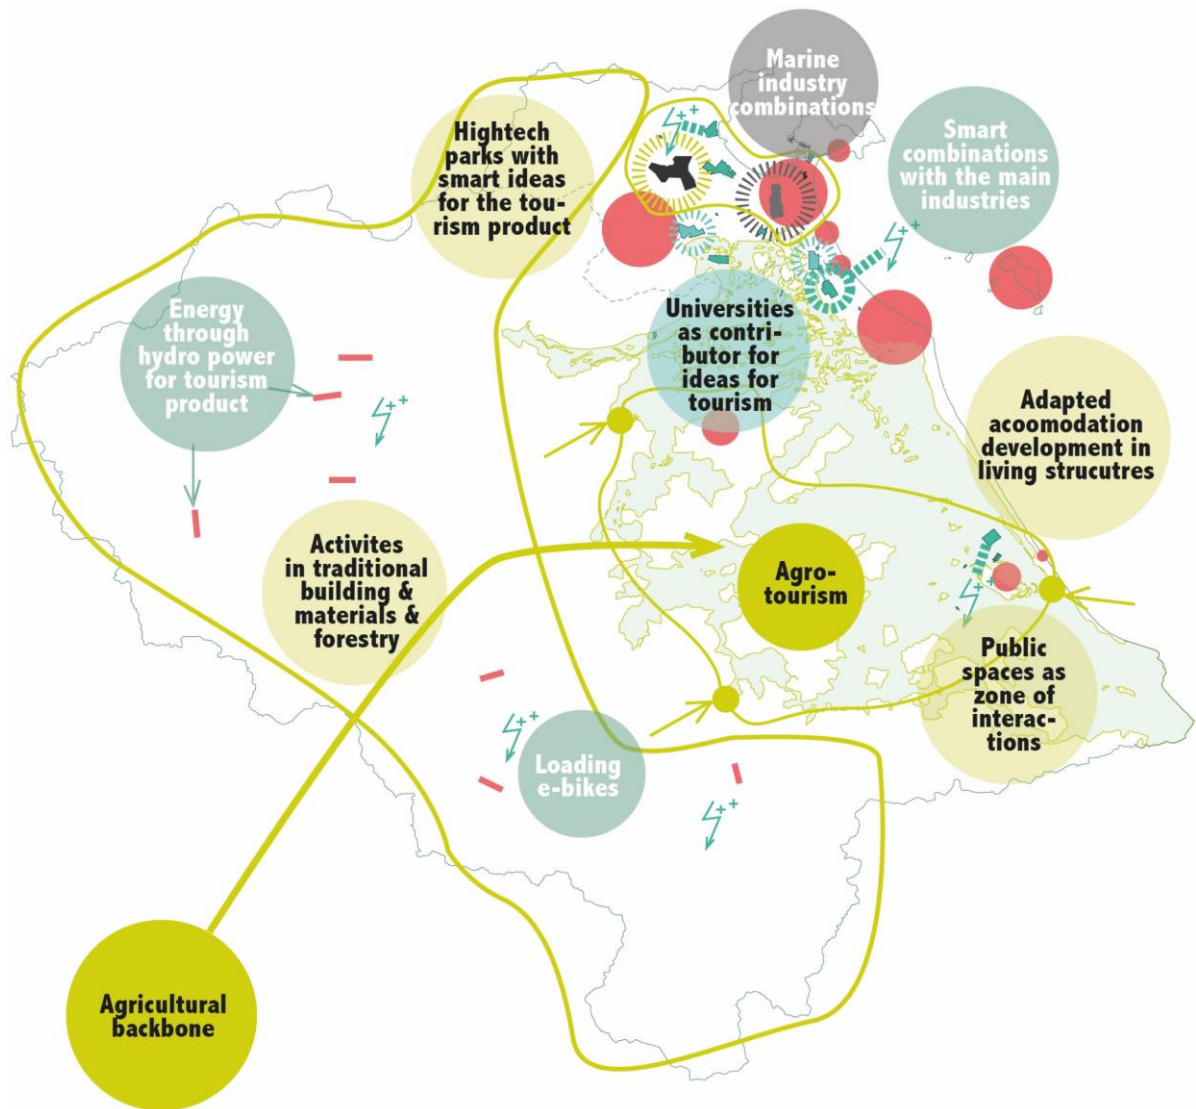 Marine
industry
combinations
Hightech
parks with
smart ideas
for the tou-
rism product
Smart
combinations
with the main
industries
Energy
through
hydro power
for tourism
product
Universities
as contri-
butor for
ideas for
tourism
Adapted
acoomodation
development in
living strucutres
Activites
in traditional
building &
materials &
forestry
Agro-
tourism
Public
spaces as
zone of
interac-
tions
Loading
e-bikes
Agricultural
backbone